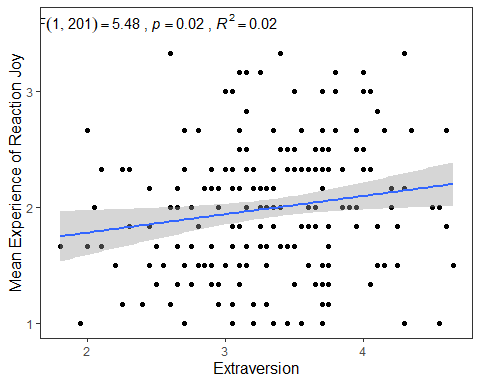 F(1, 201) = 5.48 , p = 0.02 , R² = 0.02
Mean Experience of Reaction Joy
3
2
1
2
3
4
Extraversion